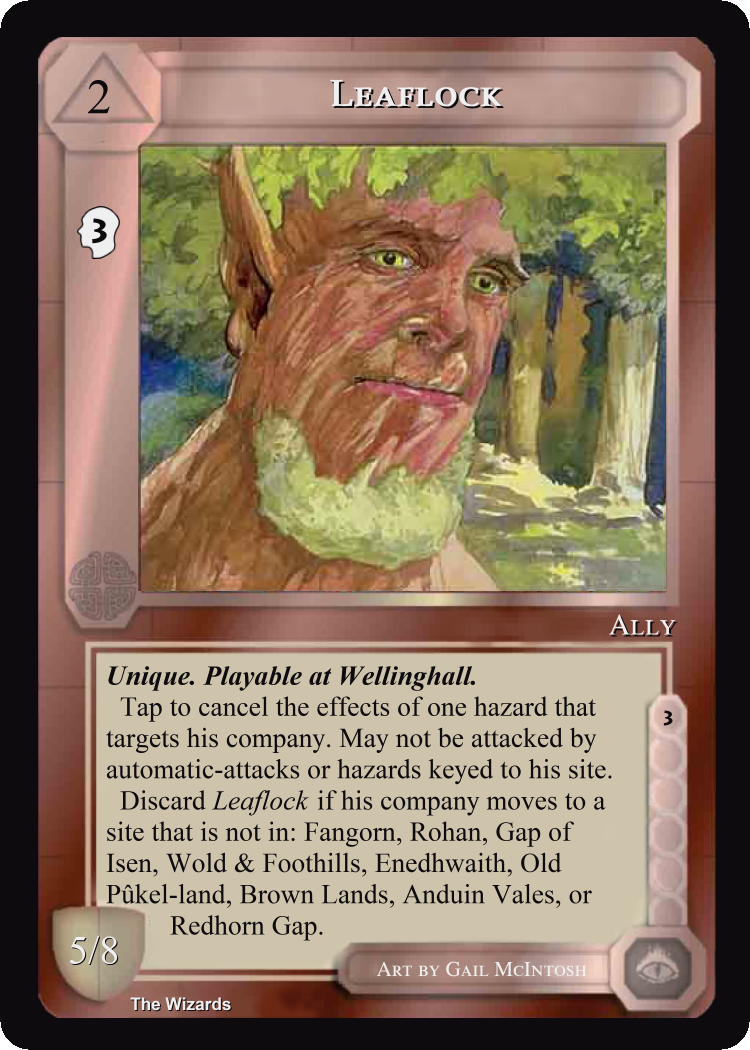 2
Leaflock
3
Ally
Unique. Playable at Wellinghall.
Tap to cancel the effects of one hazard that
targets his company. May not be attacked by
automatic-attacks or hazards keyed to his site.
Discard Leaflock if his company moves to a
site that is not in: Fangorn, Rohan, Gap of
Isen, Wold & Foothills, Enedhwaith, Old
Pûkel-land, Brown Lands, Anduin Vales, or
Redhorn Gap.
3
5/8
Art by Gail McIntosh
The Wizards